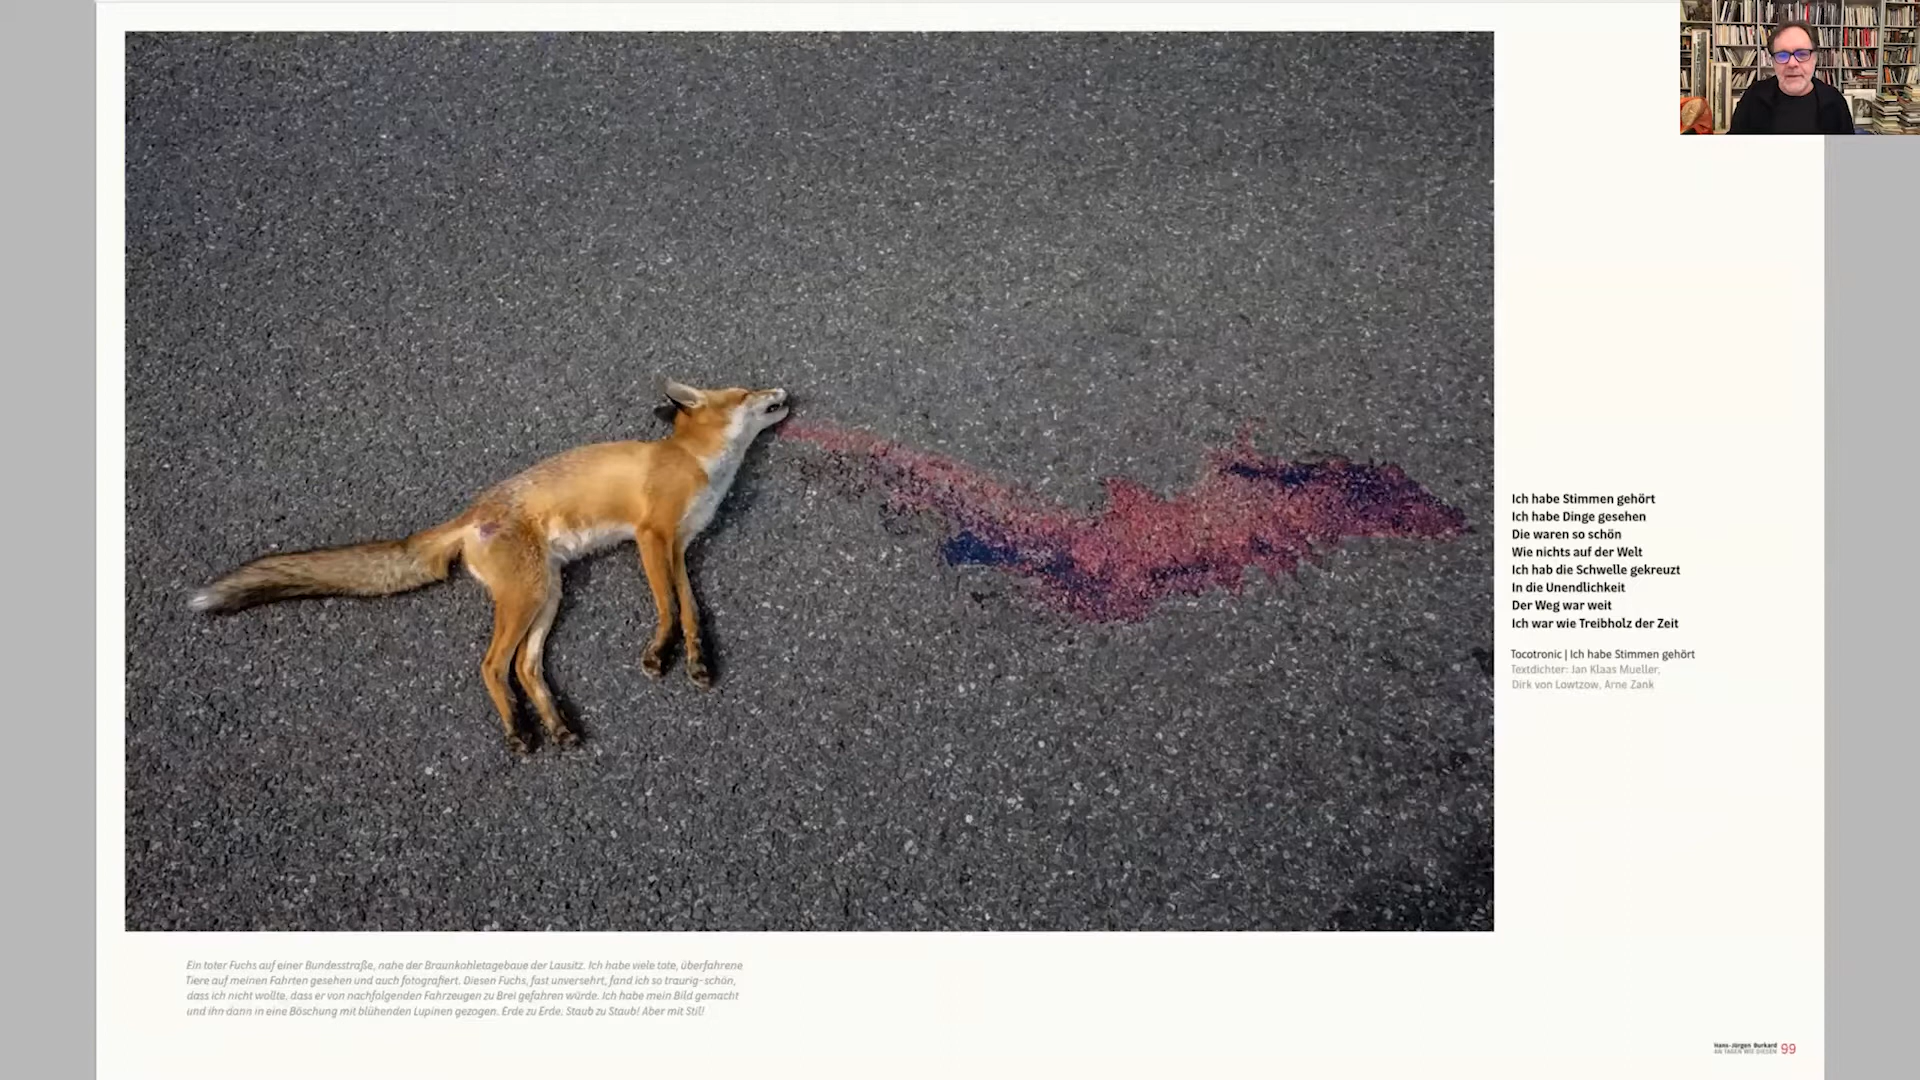 Ich habe Stimmen gehört
Ich habe Dinge gesehen
Die waren so schön
Wie nichts auf der Welt
Ich hab die Schwelle gekreuzt
In die Unendlichkeit
Der Weg war weit
Ich war wie Treibholz der Zeit
Tocotronic | Ich habe Stimmen gehört
Textdichter: Jan Klaas Mueller,
Dirk von Lowtzow, Arne Zank
Ein toter Fuchs auf einer Bundesstraße, nahe der Braunkohletagebaue der Lausitz. Ich habe viele tote, überfahrene
Tiere auf meinen Fahrten gesehen und auch fotografiert. Diesen Fuchs, fast unversehrt, fand ich so traurig-schön,
dass ich nicht wollte, dass er von nachfolgenden Fahrzeugen zu Brei gefahren würde. Ich habe mein Bild gemacht
und ihn dann in eine Böschung mit blühenden Lupinen gezogen. Erde zu Erde, Staub zu Staub! Aber mit Stil!
Hans-Jürgen Burkard
AN TAGEN WIE DIESEN 99